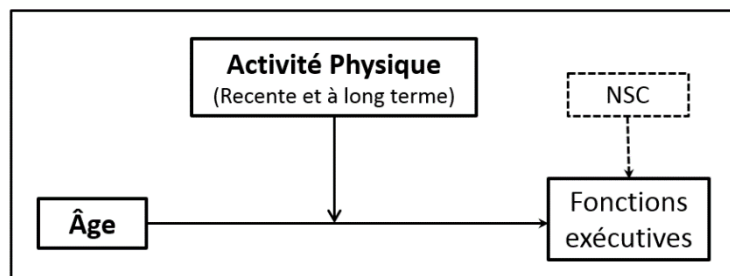 Activité Physique
(Recente et à long terme)
NSC
Âge
Fonctions
exécutives